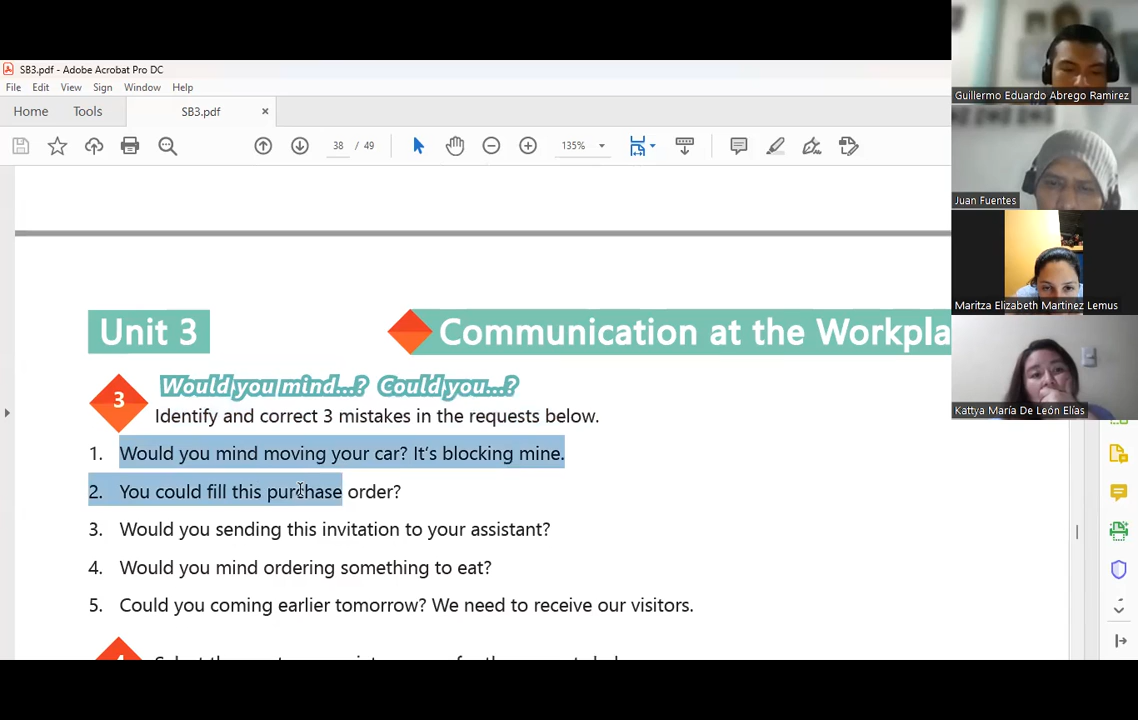 SB3.pdf - Adobe Acrobat Pro DC
File Edit View Sign Window Help
Home Tools SB3.pdf ×
38 / 49 135%
Unit 3 Communication at the Workpla
3 Would you mind...? Could you...?
Identify and correct 3 mistakes in the requests below.
1. Would you mind moving your car? It's blocking mine.
2. You could fill this purchase order?
3. Would you sending this invitation to your assistant?
4. Would you mind ordering something to eat?
5. Could you coming earlier tomorrow? We need to receive our visitors.
Guillermo Eduardo Abrego Ramirez
Juan Fuentes
Maritza Elizabeth Martinez Lemus
Kattya María De León Elías